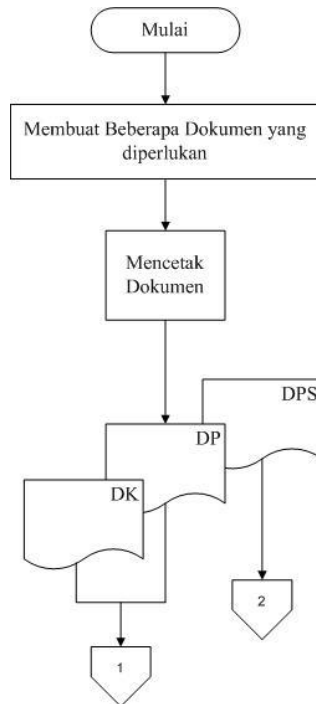 Mulai
Membuat Beberapa Dokumen yang
diperlukan
Mencetak
Dokumen
DPS
DP
DK
2
1